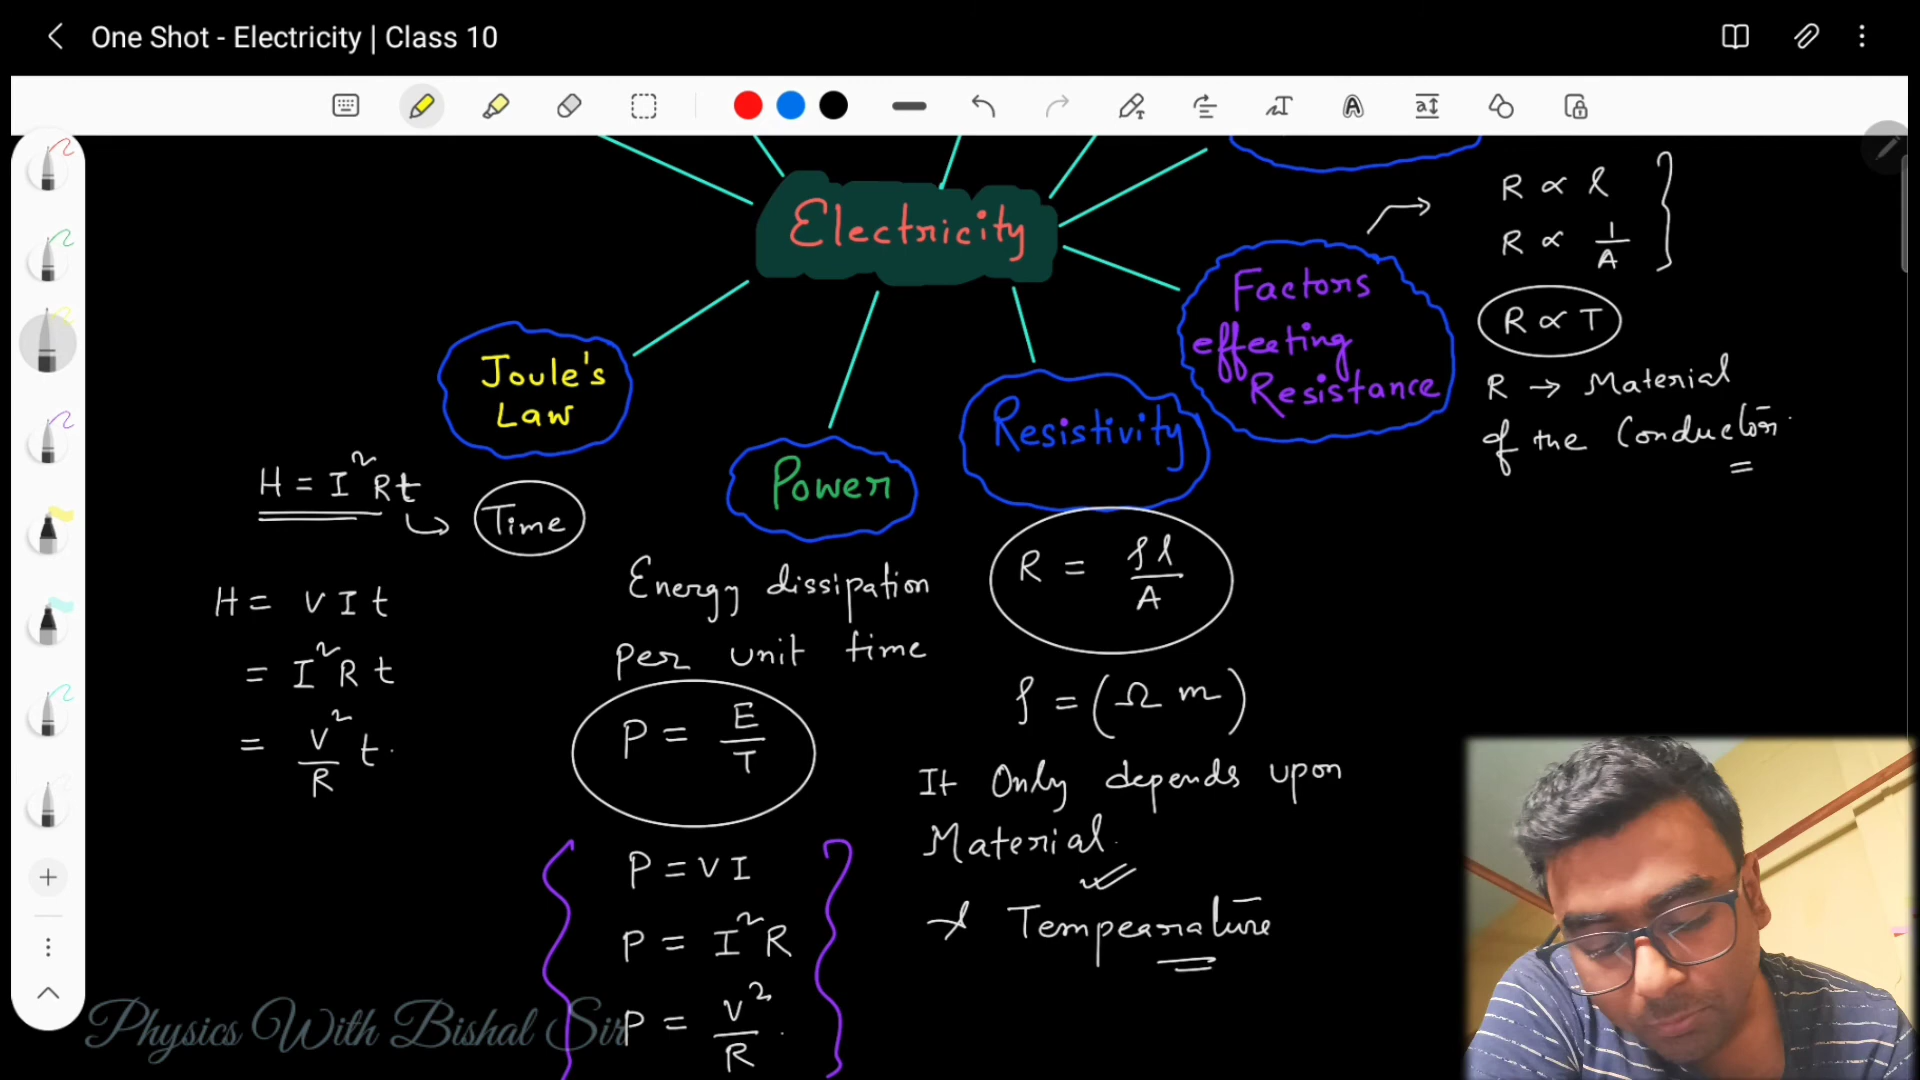 One Shot - Electricity | Class 10
Electricity
R ∝ l
R ∝ 1/A
R ∝ T
R → Material
of the Conductor
Factors
effecting
Resistance
Joule's
Law
Resistivity
Power
H = I²Rt
Time
H = VIt
= I²Rt
= V²/R t.
Energy dissipation
per unit time
P = E/T
P = VI
P = I²R
P = V²/R.
R = ρl/A
ρ = (Ω m)
It Only depends upon
Material.
Tempearature
Physics With Bishal Sir